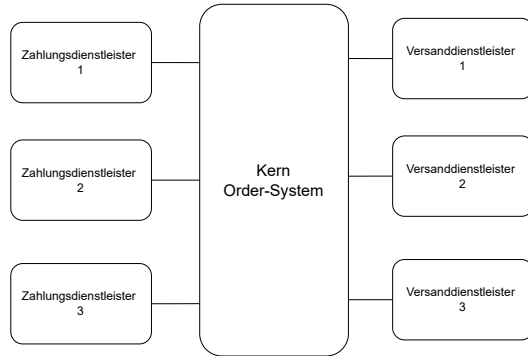 Zahlungsdienstleister
1
Zahlungsdienstleister
2
Zahlungsdienstleister
3
Kern
Order-System
Versanddienstleister
1
Versanddienstleister
2
Versanddienstleister
3